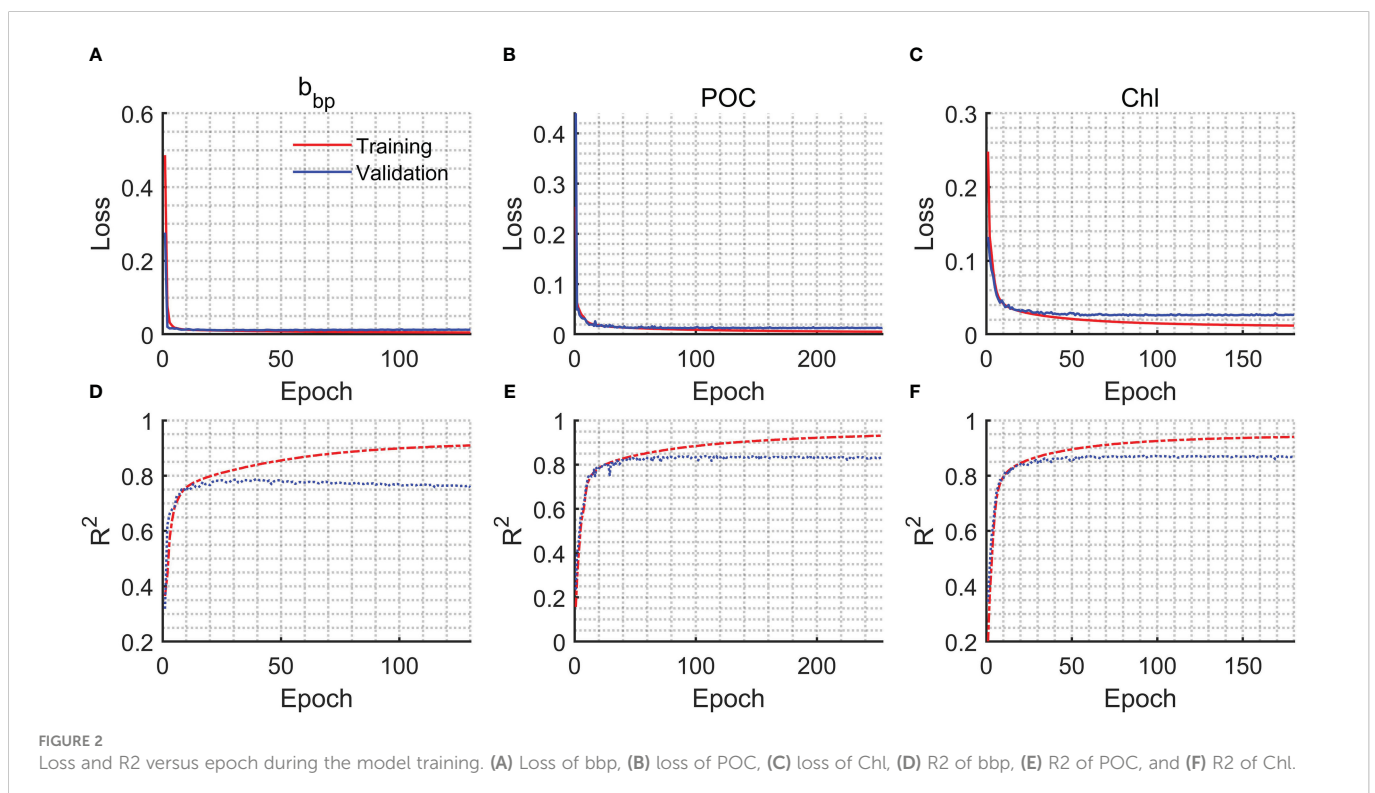 A
B
C
b_bp
POC
Chl
0.6
0.4
0.2
0
Loss
Training
Validation
0 50 100
Epoch
0.4
0.3
0.2
0.1
0
Loss
0 100 200
Epoch
0.3
0.2
0.1
0
Loss
0 50 100 150
Epoch
D
E
F
1
0.8
0.6
0.4
0.2
R²
0 50 100
Epoch
1
0.8
0.6
0.4
0.2
0
R²
0 100 200
Epoch
1
0.8
0.6
0.4
0.2
R²
0 50 100 150
Epoch
FIGURE 2
Loss and R2 versus epoch during the model training. (A) Loss of bbp, (B) loss of POC, (C) loss of Chl, (D) R2 of bbp, (E) R2 of POC, and (F) R2 of Chl.